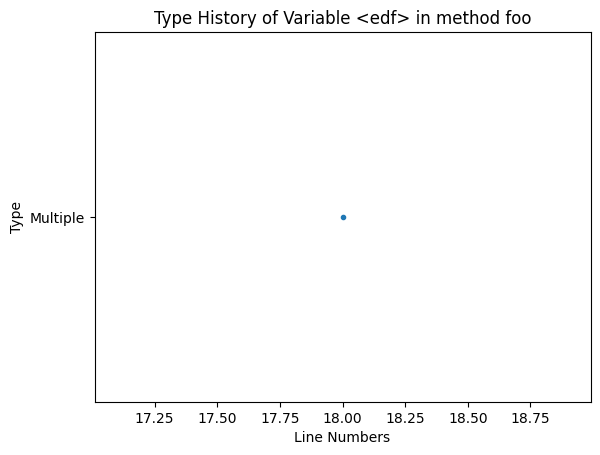 Type History of Variable <edf> in method foo
Type
Multiple
17.25 17.50 17.75 18.00 18.25 18.50 18.75
Line Numbers